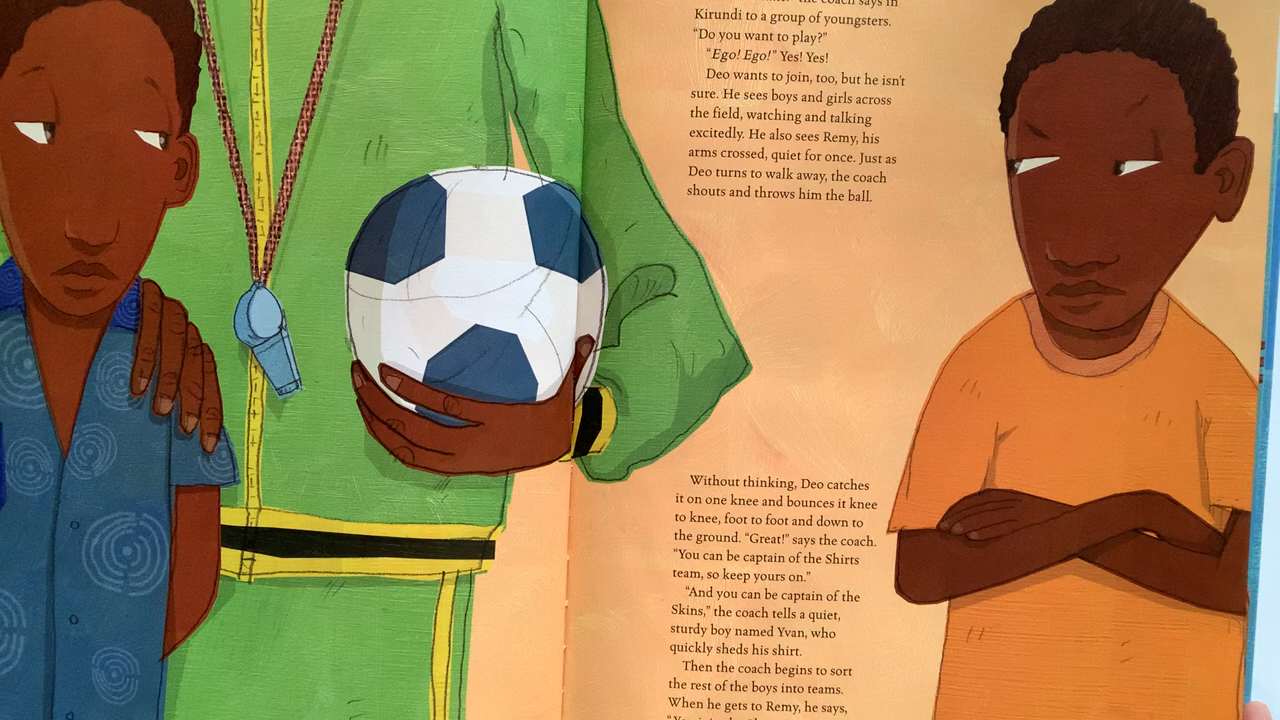 the coach says in
Kirundi to a group of youngsters.
“Do you want to play?”
“Ego! Ego!” Yes! Yes!
Deo wants to join, too, but he isn’t
sure. He sees boys and girls across
the field, watching and talking
excitedly. He also sees Remy, his
arms crossed, quiet for once. Just as
Deo turns to walk away, the coach
shouts and throws him the ball.
Without thinking, Deo catches
it on one knee and bounces it knee
to knee, foot to foot and down to
the ground. “Great!” says the coach.
“You can be captain of the Shirts
team, so keep yours on.”
“And you can be captain of the
Skins,” the coach tells a quiet,
sturdy boy named Yvan, who
quickly sheds his shirt.
Then the coach begins to sort
the rest of the boys into teams.
When he gets to Remy, he says,